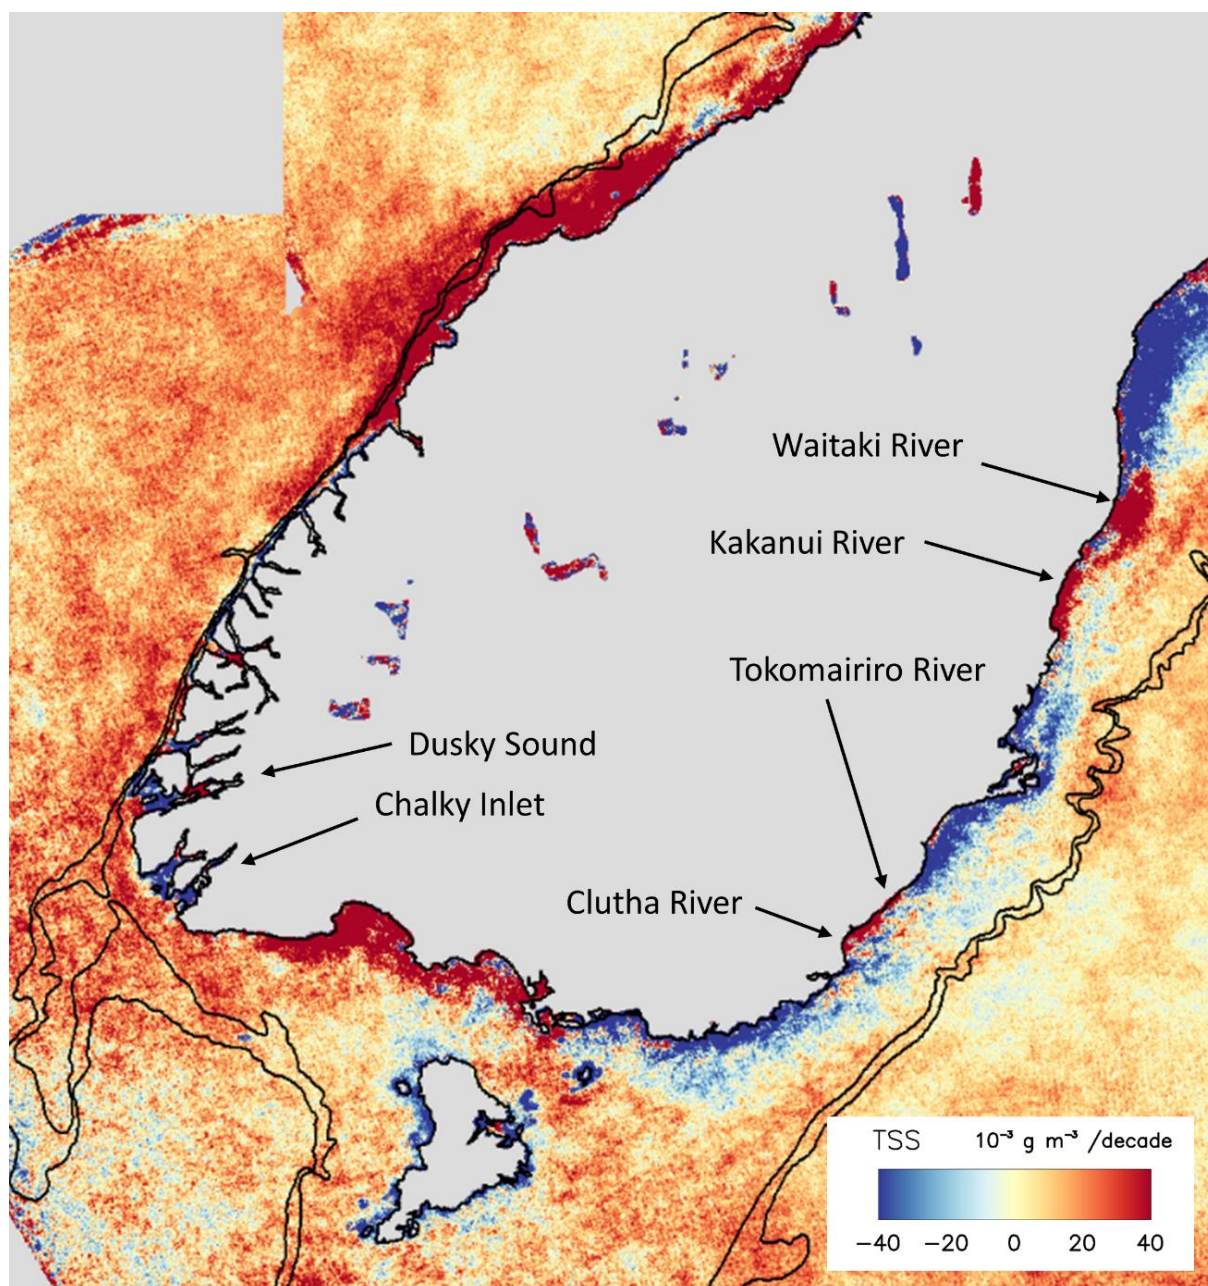 Waitaki River
Kakanui River
Tokomairiro River
Dusky Sound
Chalky Inlet
Clutha River
TSS 10⁻³ g m⁻³ /decade
−40 −20 0 20 40